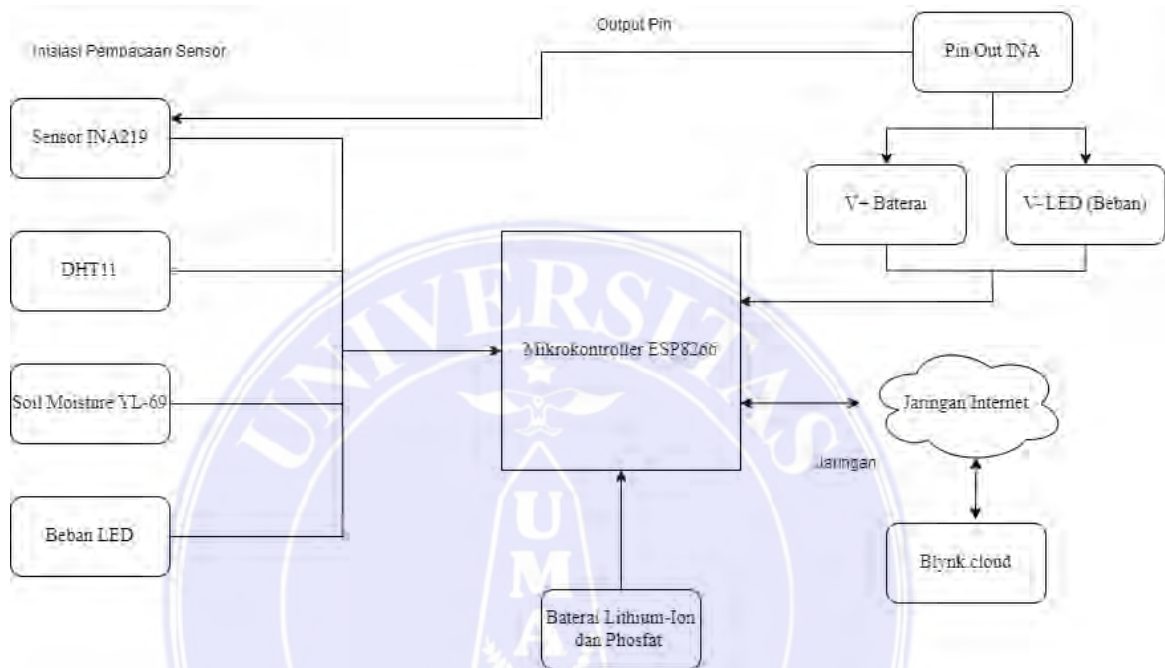 Output Pin
Inisiasi Pembacaan Sensor
Pin Out INA
Sensor INA219
V+ Baterai
V- LED (Beban)
DHT11
UNIVERSITAS
Mikrokontroller ESP8266
Soil Moisture YL-69
Jaringan Internet
Jaringan
Beban LED
Blynk.cloud
UMA
Baterai Lithium-Ion
dan Phosfat